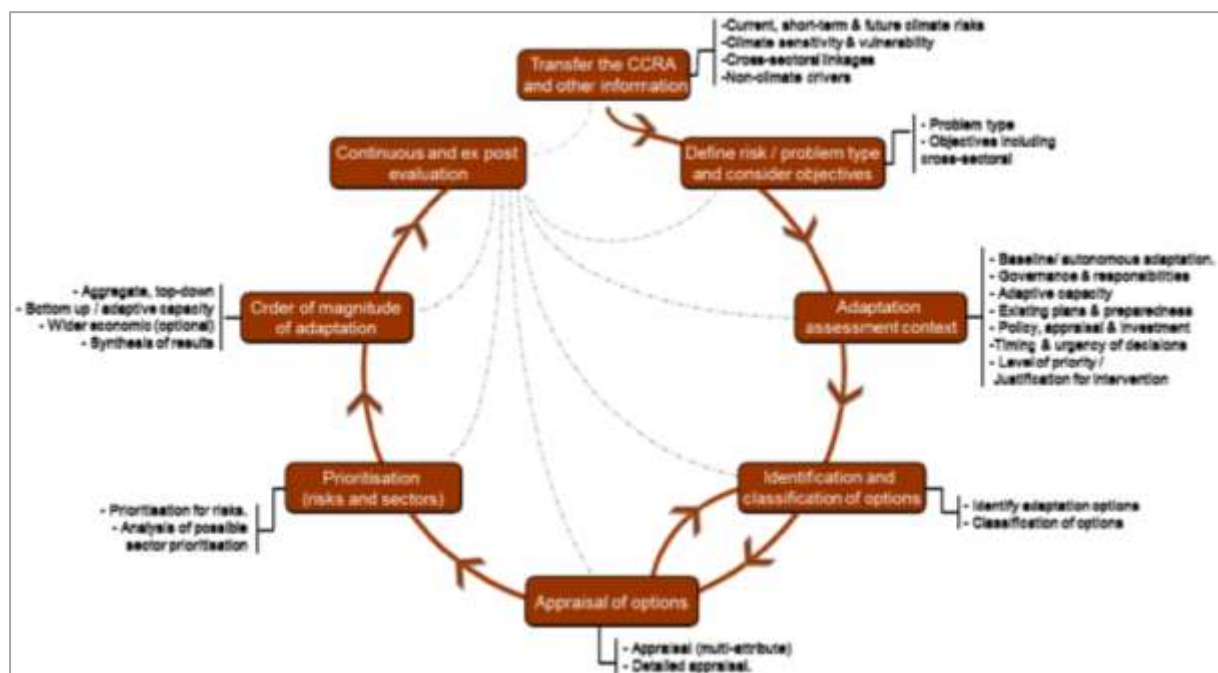 Transfer the CCRA
and other information
-Current, short-term & future climate risks
-Climate sensitivity & vulnerability
-Cross-sectoral linkages
-Non-climate drivers
Define risk / problem type
and consider objectives
- Problem type
- Objectives including
cross-sectoral
Adaptation
assessment context
- Baseline/ autonomous adaptation.
- Governance & responsibilities
- Adaptive capacity
- Existing plans & preparedness
- Policy, appraisal & investment
-Timing & urgency of decisions
- Level of priority /
Justification for intervention
Identification and
classification of options
- Identify adaptation options
- Classification of options
Appraisal of options
- Appraisal (multi-attribute)
- Detailed appraisal.
Prioritisation
(risks and sectors)
- Prioritisation for risks.
- Analysis of possible
sector prioritisation
Order of magnitude
of adaptation
- Aggregate, top-down
- Bottom up / adaptive capacity
- Wider economic (optional)
- Synthesis of results
Continuous and ex post
evaluation